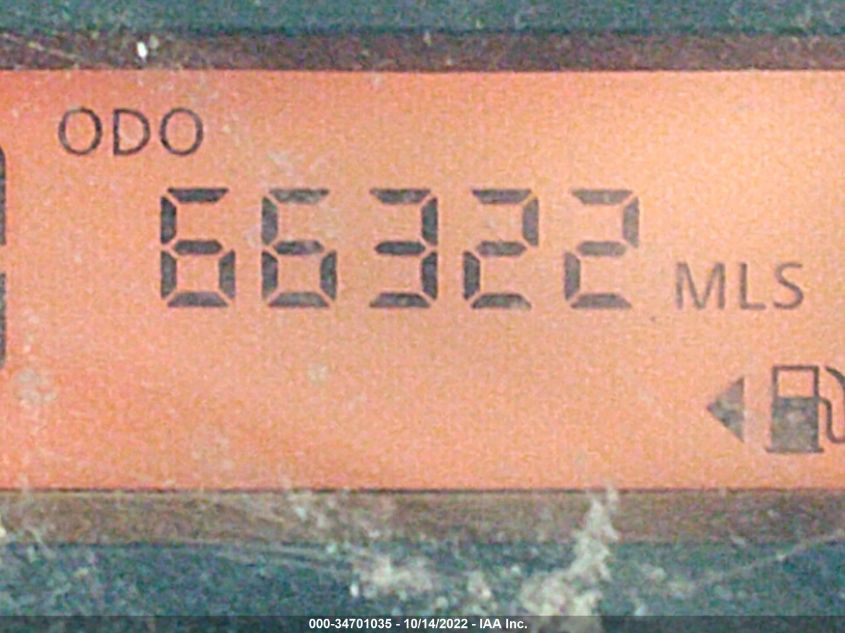 ODO
66322 MLS
000-34701035 - 10/14/2022 - IAA Inc.